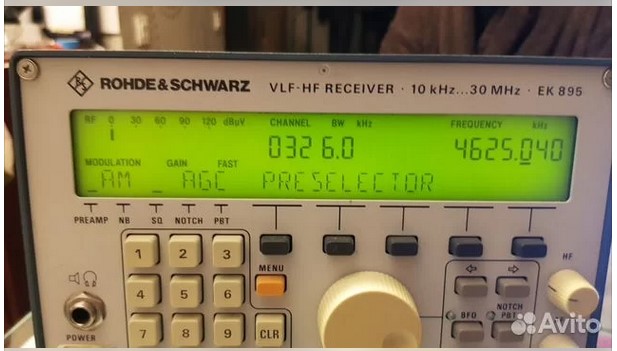 ROHDE & SCHWARZ VLF-HF RECEIVER · 10 kHz...30 MHz · EK 895
RF 0 30 60 90 120 dBµV CHANNEL BW kHz FREQUENCY kHz
032 6.0 4625.040
MODULATION GAIN FAST
_AM _ AGC PRESELECTOR
PREAMP NB SQ NOTCH PBT
1 2 3
MENU
HF
4 5 6
POWER
7 8 9 CLR
BFO
NOTCH
PBT
Avito